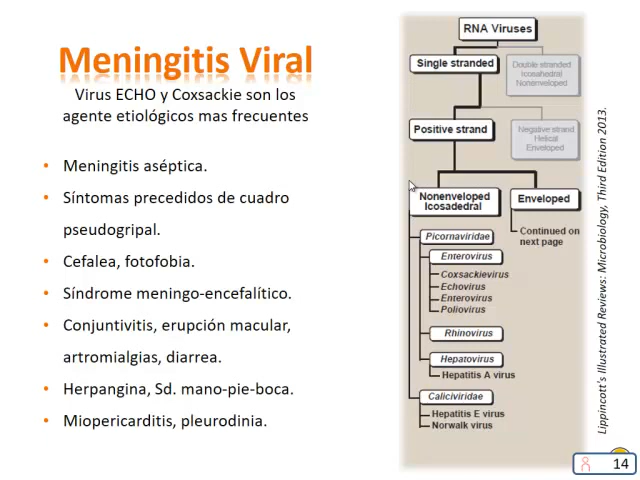 Meningitis Viral
Virus ECHO y Coxsackie son los
agente etiológicos mas frecuentes
• Meningitis aséptica.
• Síntomas precedidos de cuadro
pseudogripal.
• Cefalea, fotofobia.
• Síndrome meningo-encefalítico.
• Conjuntivitis, erupción macular,
artromialgias, diarrea.
• Herpangina, Sd. mano-pie-boca.
• Miopericarditis, pleurodinia.
RNA Viruses
Single stranded
Double stranded
Icosahedral
Nonenveloped
Positive strand
Negative strand
Helical
Enveloped
Nonenveloped
Icosadedral
Enveloped
Continued on
next page
Picornaviridae
Enterovirus
Coxsackievirus
Echovirus
Enterovirus
Poliovirus
Rhinovirus
Hepatovirus
Hepatitis A virus
Caliciviridae
Hepatitis E virus
Norwalk virus
Lippincott's Illustrated Reviews: Microbiology, Third Edition 2013.
14